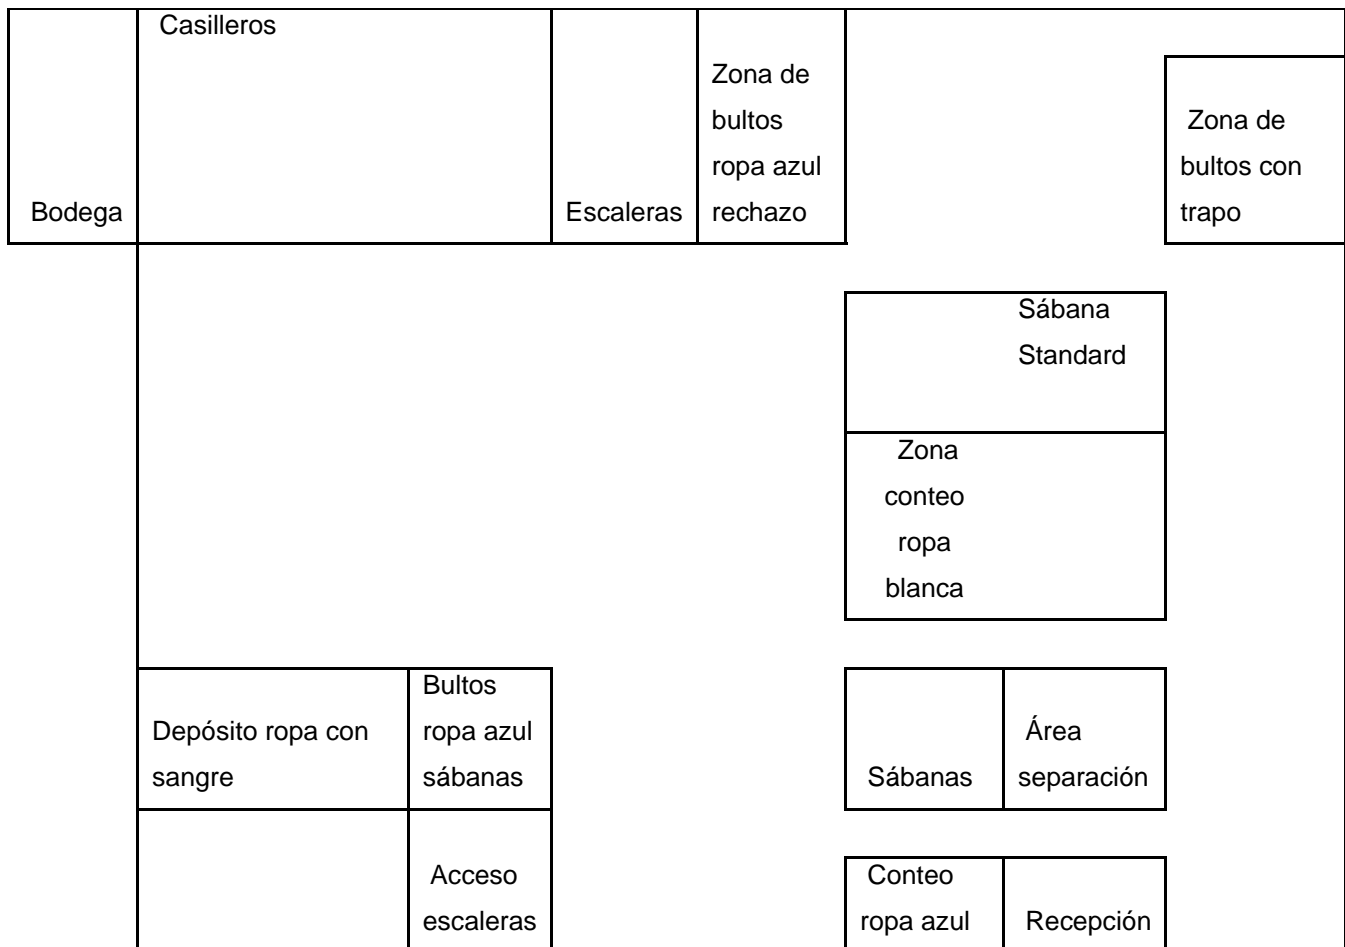 Casilleros
Bodega
Escaleras
Zona de
bultos
ropa azul
rechazo
Zona de
bultos con
trapo
Sábana
Standard
Zona
conteo
ropa
blanca
Depósito ropa con
sangre
Bultos
ropa azul
sábanas
Sábanas
Área
separación
Acceso
escaleras
Conteo
ropa azul
Recepción